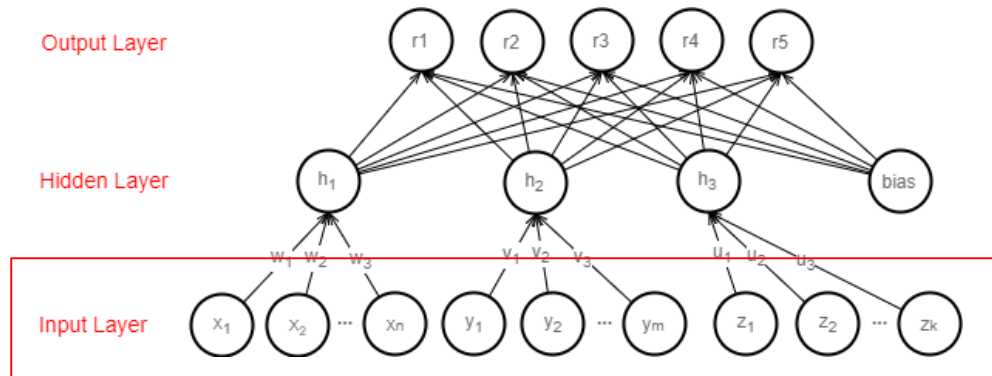 Output Layer r1 r2 r3 r4 r5
Hidden Layer h₁ h₂ h₃ bias
w₁ w₂ w₃ v₁ v₂ v₃ u₁ u₂ u₃
Input Layer x₁ x₂ ... xₙ y₁ y₂ ... yₘ z₁ z₂ ... zₖ